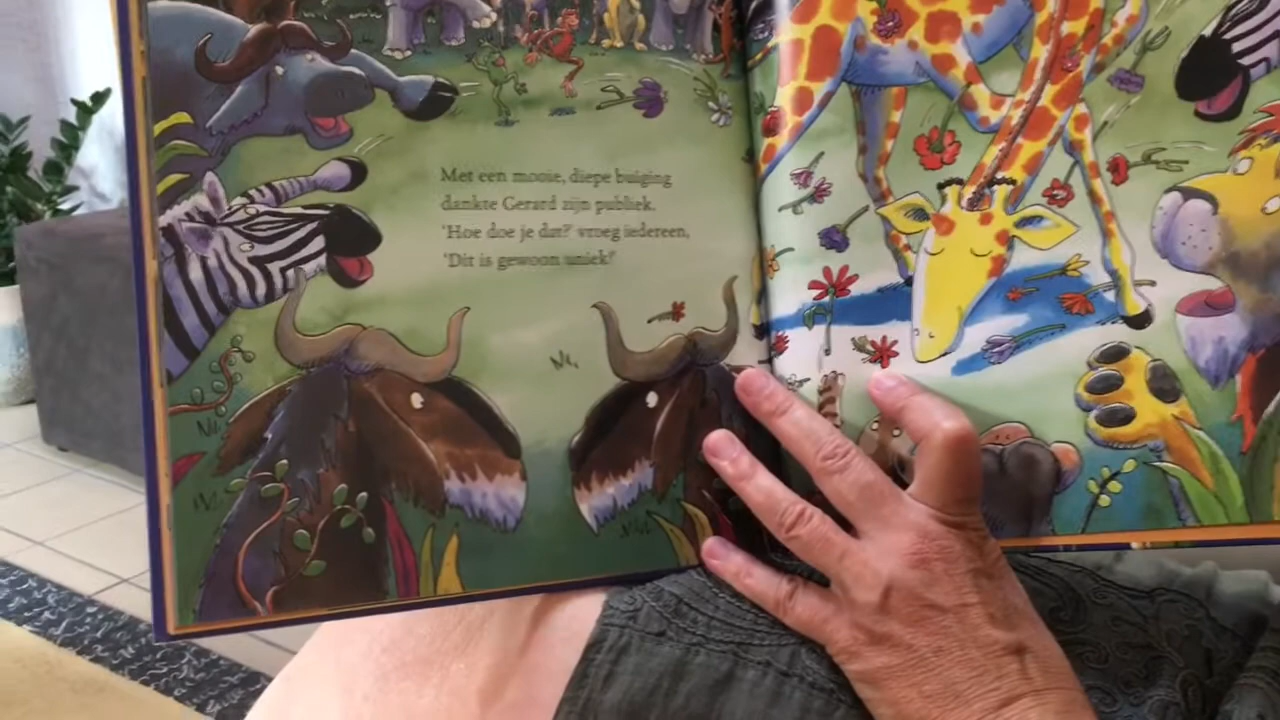 Met een mooie, diepe buiging
dankte Gerard zijn publiek.
'Hoe doe je dat?' vroeg iedereen,
'Dit is gewoon uniek!'